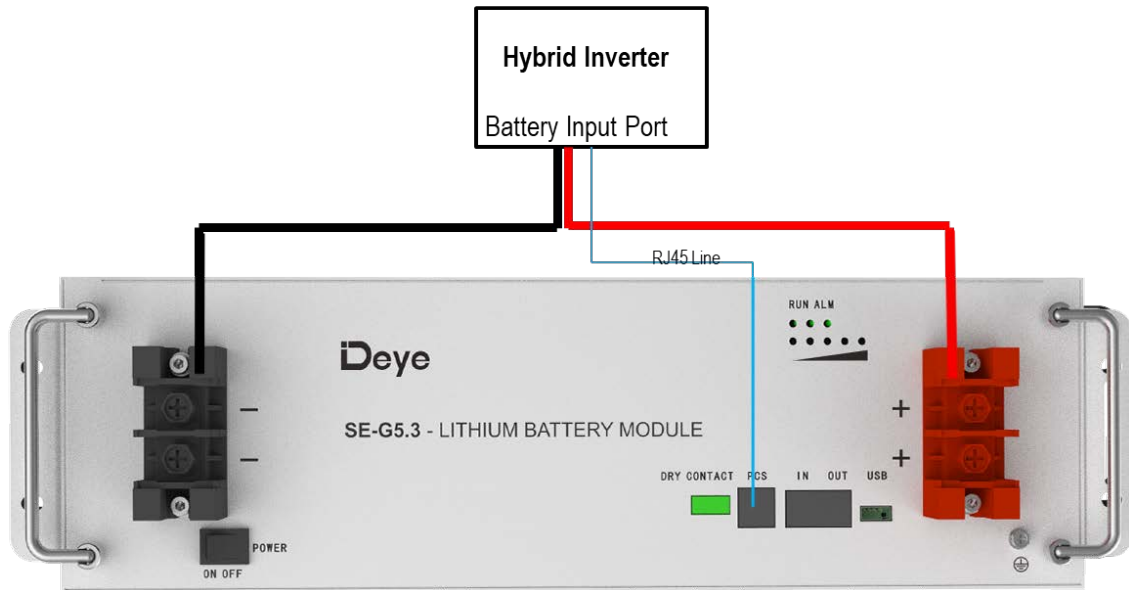 Hybrid Inverter
Battery Input Port
RJ45 Line
RUN ALM
Deye
SE-G5.3 - LITHIUM BATTERY MODULE
−
−
+
+
DRY CONTACT PCS IN OUT USB
POWER
ON OFF